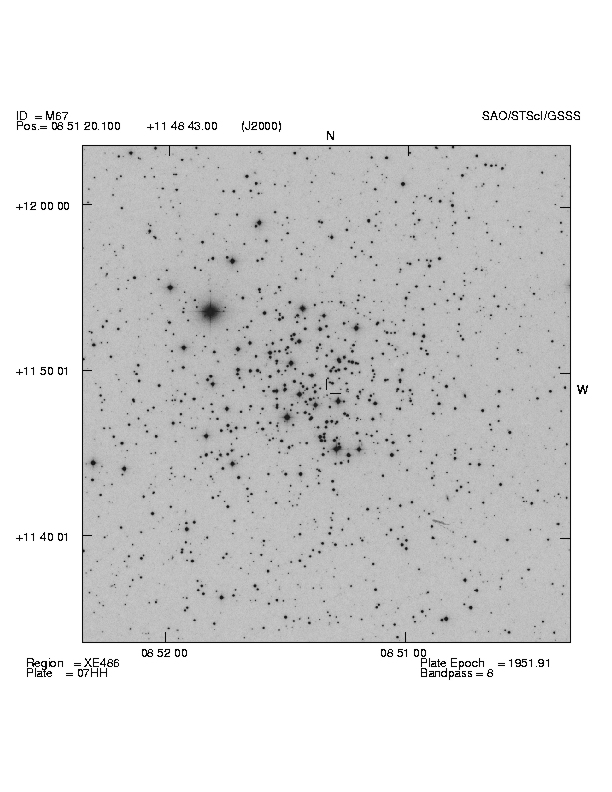 ID = M67
SAO/STScI/GSSS
Pos.= 08 51 20.100 +11 48 43.00 (J2000)
N
+12 00 00
+11 50 01
W
+11 40 01
08 52 00 08 51 00
Region = XE466 Plate Epoch = 1951.91
Plate = 07HH Bandpass = 8